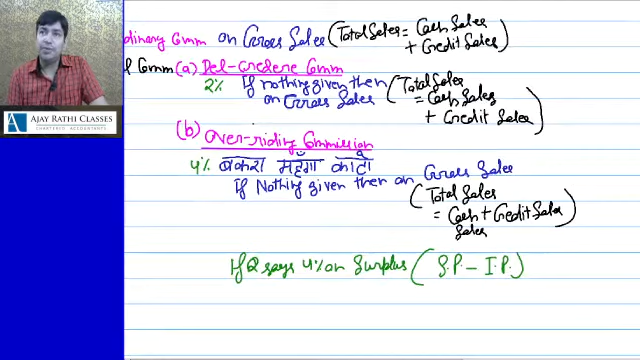 dinary Comm on Gross Sales (Total Sales = Cash Sales
+ Credit Sales)
l Comm (a) Del-Credere Comm
2% If nothing given then
on Gross Sales
(Total Sales
= Cash Sales
+ Credit Sales)
(b) Over-riding Commission
4% बकरा महंगा काटो
If Nothing given then on Gross Sales
(Total Sales
= Cash + Credit Sales)
Sales
If Q says 4% on Surplus (S.P - I.P.)
AJAY RATHI CLASSES
CHARTERED ACCOUNTANTS